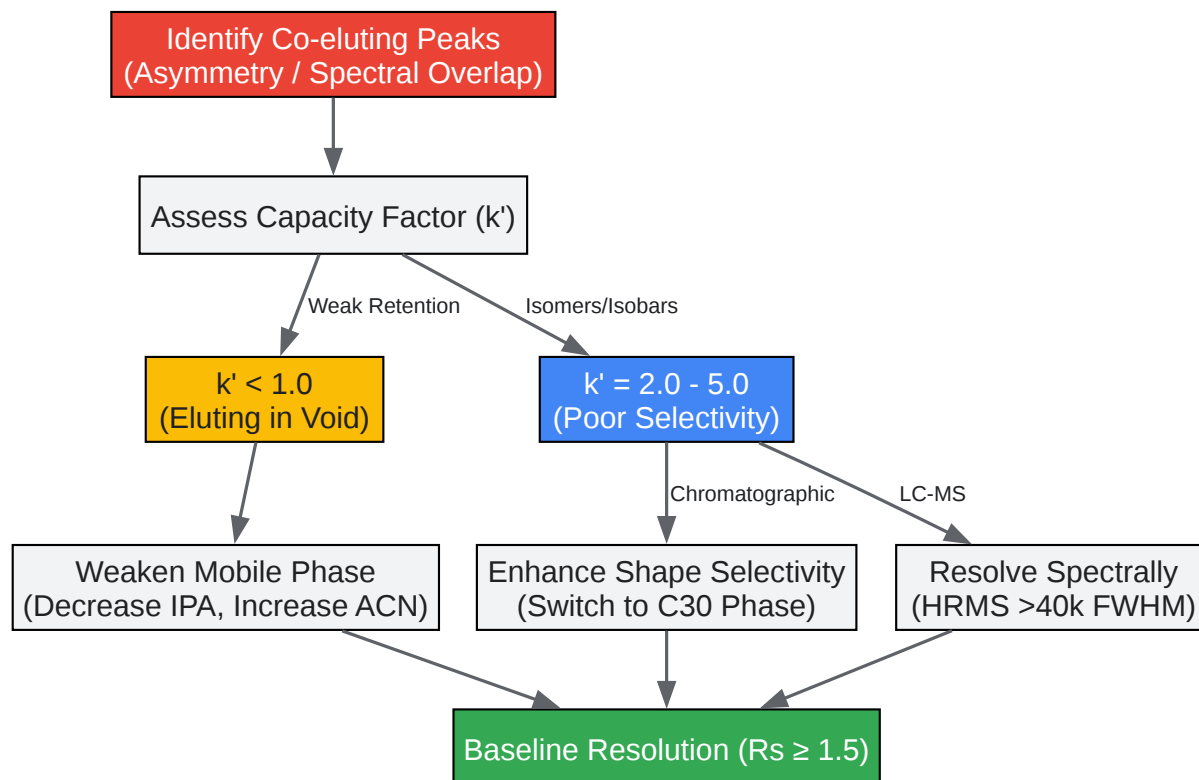 Identify Co-eluting Peaks
(Asymmetry / Spectral Overlap)
Assess Capacity Factor (k')
Weak Retention
Isomers/Isobars
k' < 1.0
(Eluting in Void)
k' = 2.0 - 5.0
(Poor Selectivity)
Chromatographic
LC-MS
Weaken Mobile Phase
(Decrease IPA, Increase ACN)
Enhance Shape Selectivity
(Switch to C30 Phase)
Resolve Spectrally
(HRMS >40k FWHM)
Baseline Resolution (Rs ≥ 1.5)